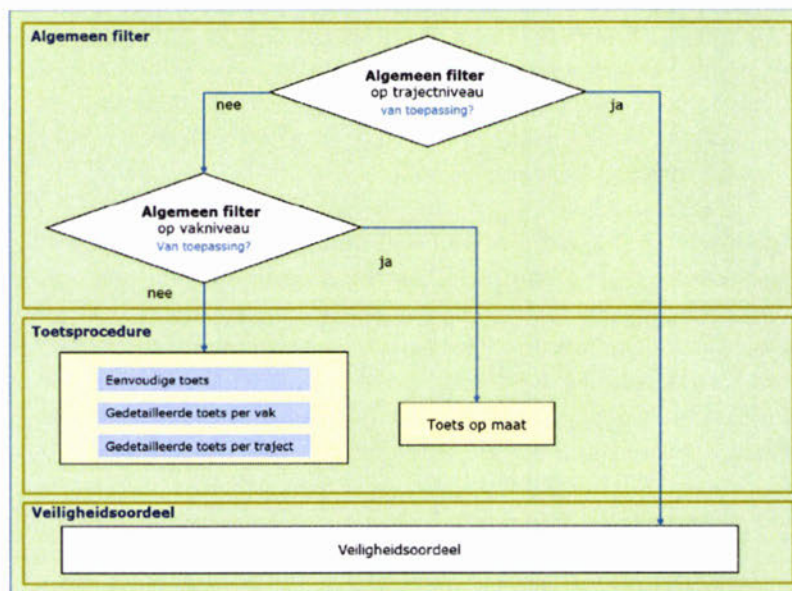 Algemeen filter
Algemeen filter
op trajectniveau
van toepassing?
nee
ja
Algemeen filter
op vakniveau
Van toepassing?
ja
nee
Toetsprocedure
Eenvoudige toets
Gedetailleerde toets per vak
Gedetailleerde toets per traject
Toets op maat
Veiligheidsoordeel
Veiligheidsoordeel